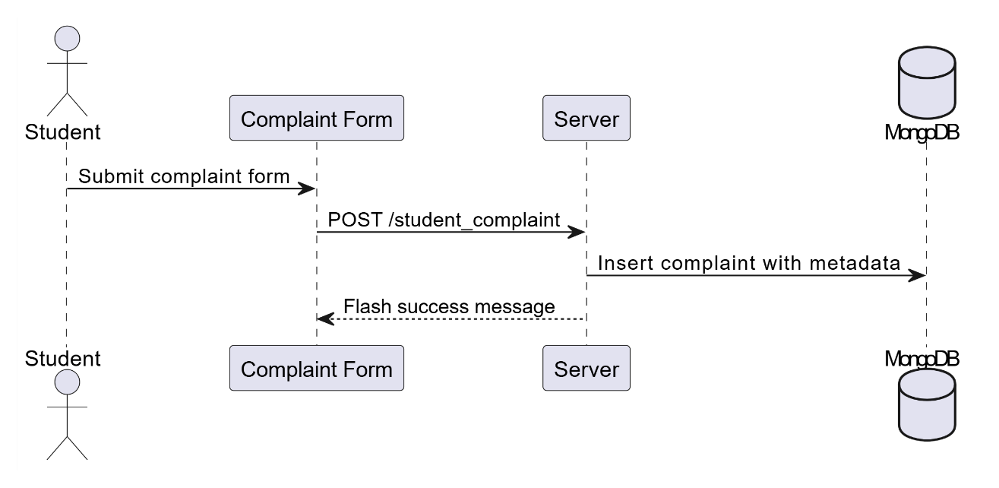 Student
Complaint Form
Server
MongoDB
Submit complaint form
POST /student_complaint
Insert complaint with metadata
Flash success message
Student
Complaint Form
Server
MongoDB